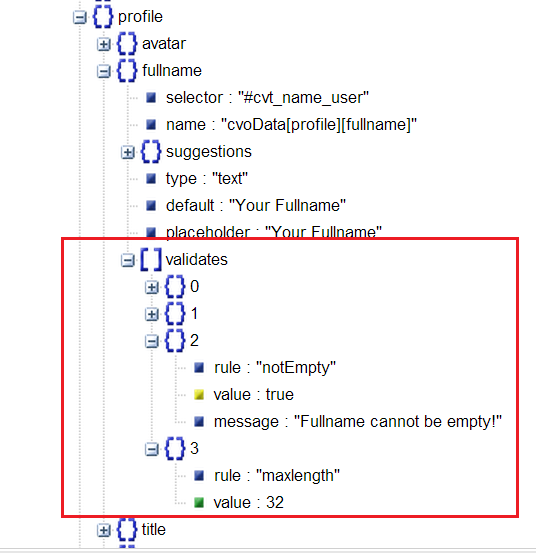 profile
avatar
fullname
selector : "#cvt_name_user"
name : "cvoData[profile][fullname]"
suggestions
type : "text"
default : "Your Fullname"
placeholder : "Your Fullname"
validates
0
1
2
rule : "notEmpty"
value : true
message : "Fullname cannot be empty!"
3
rule : "maxlength"
value : 32
title